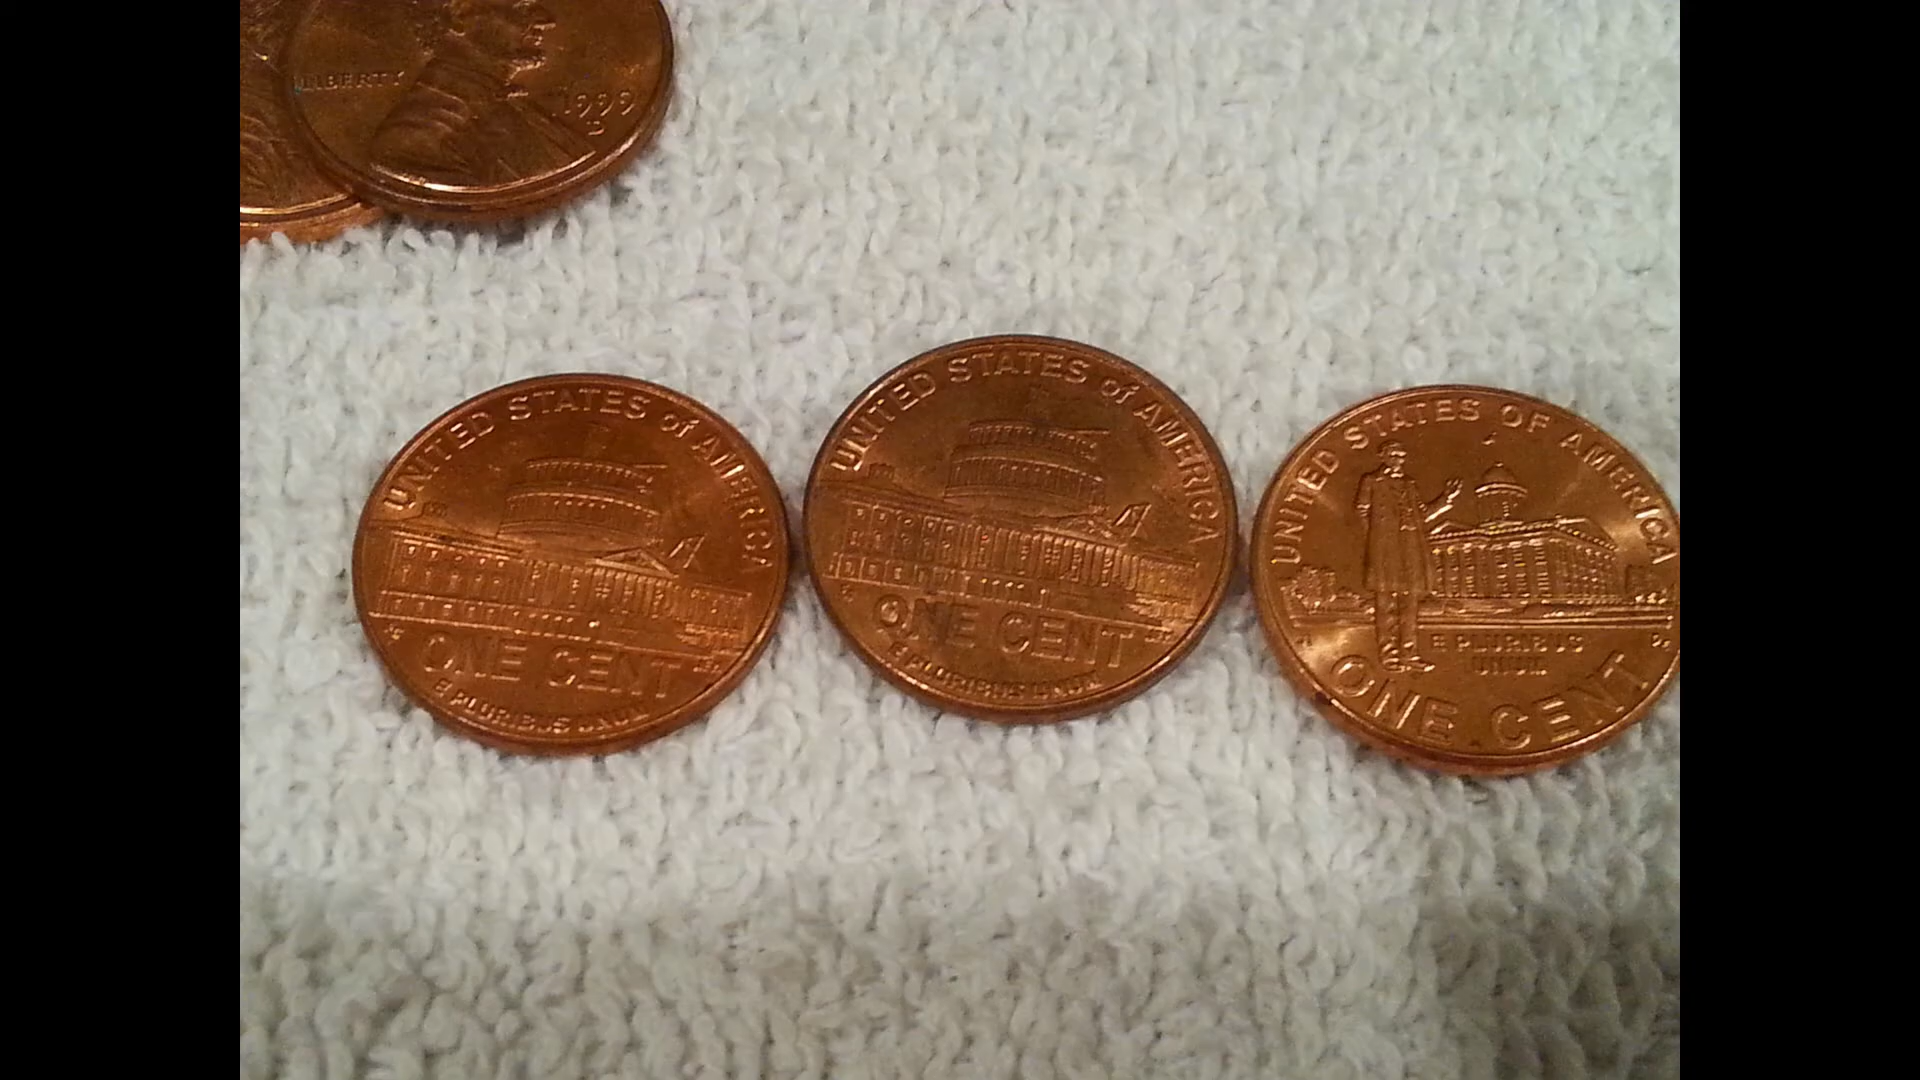 LIBERTY
1999
D
UNITED STATES of AMERICA
ONE CENT
E PLURIBUS UNUM
UNITED STATES of AMERICA
ONE CENT
E PLURIBUS UNUM
UNITED STATES OF AMERICA
E PLURIBUS
UNUM
ONE CENT